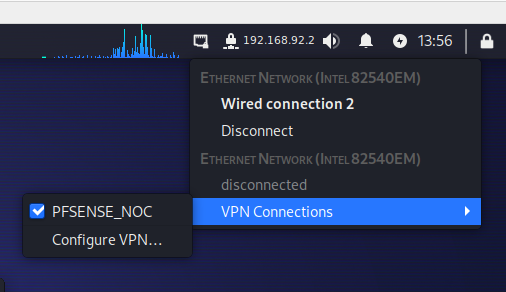 192.168.92.2 13:56
Ethernet Network (Intel 82540EM)
Wired connection 2
Disconnect
Ethernet Network (Intel 82540EM)
disconnected
VPN Connections
PFSENSE_NOC
Configure VPN...